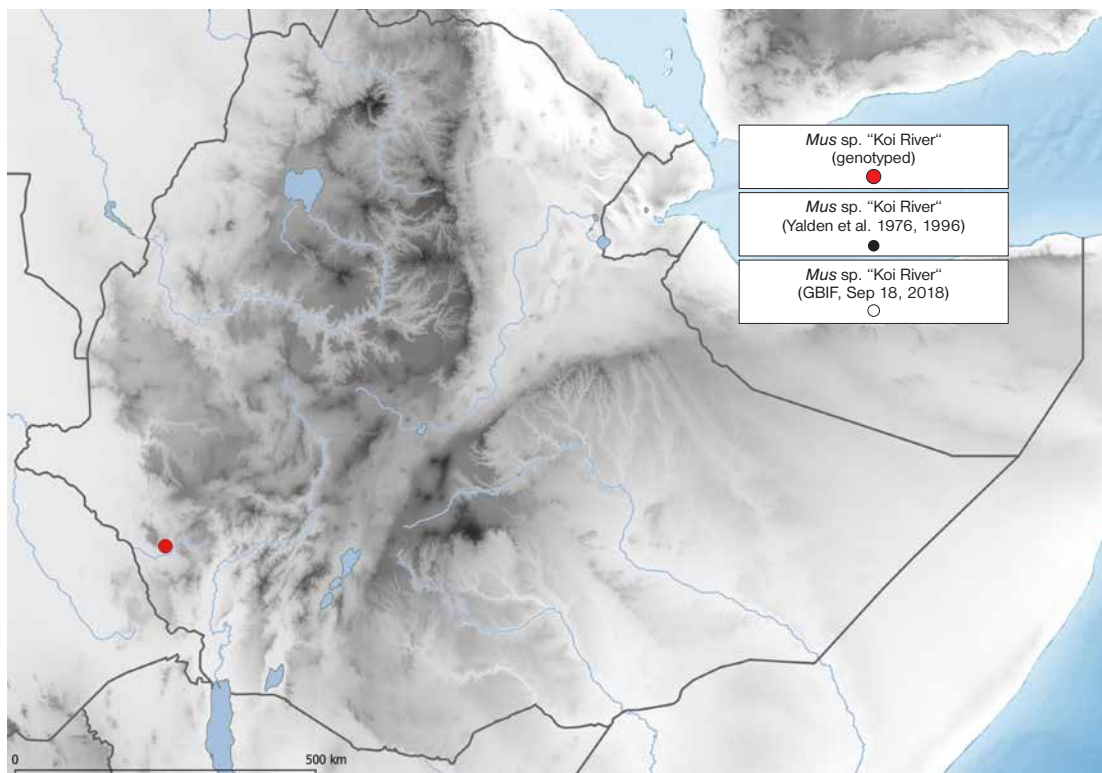 Mus sp. “Koi River“
(genotyped)
Mus sp. “Koi River“
(Yalden et al. 1976, 1996)
Mus sp. “Koi River“
(GBIF, Sep 18, 2018)
0
500 km